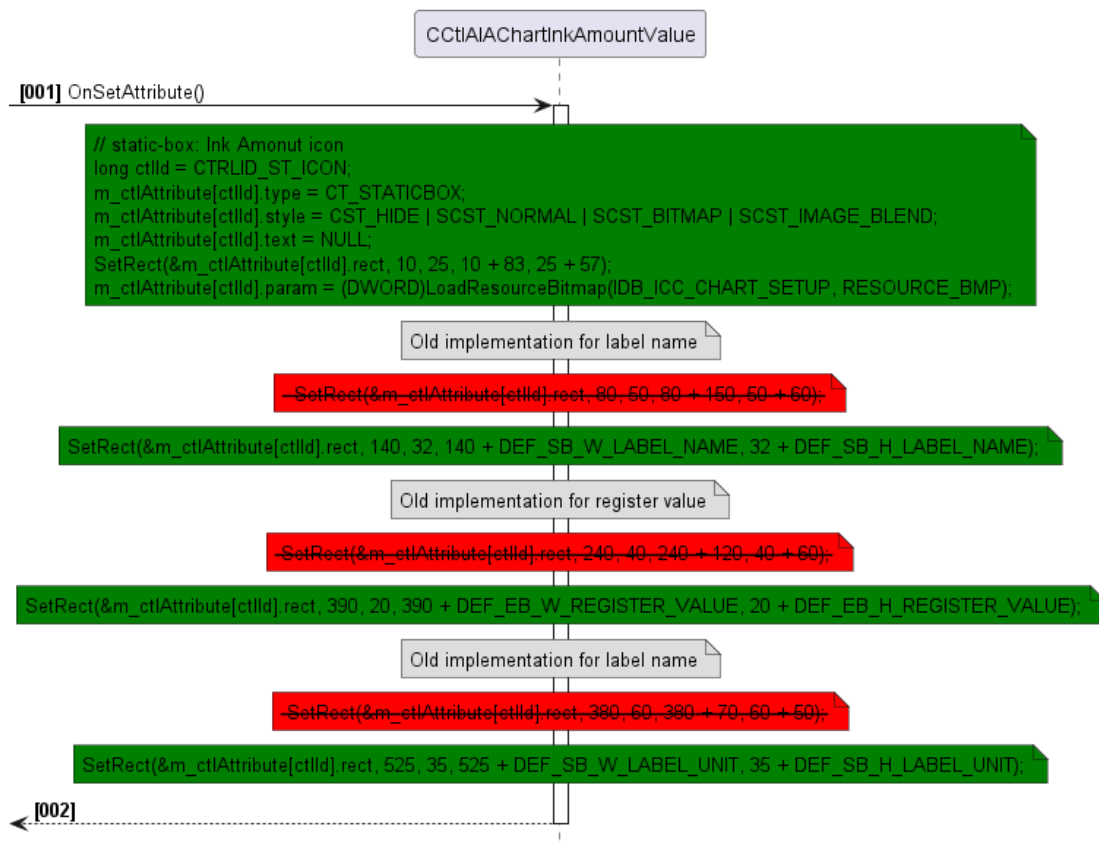 CCtlAIAChartInkAmountValue
[001] OnSetAttribute()
// static-box: Ink Amonut icon
long ctlId = CTRLID_ST_ICON;
m_ctlAttribute[ctlId].type = CT_STATICBOX;
m_ctlAttribute[ctlId].style = CST_HIDE | SCST_NORMAL | SCST_BITMAP | SCST_IMAGE_BLEND;
m_ctlAttribute[ctlId].text = NULL;
SetRect(&m_ctlAttribute[ctlId].rect, 10, 25, 10 + 83, 25 + 57);
m_ctlAttribute[ctlId].param = (DWORD)LoadResourceBitmap(IDB_ICC_CHART_SETUP, RESOURCE_BMP);
Old implementation for label name
SetRect(&m_ctlAttribute[ctlId].rect, 80, 50, 80 + 150, 50 + 60);
SetRect(&m_ctlAttribute[ctlId].rect, 140, 32, 140 + DEF_SB_W_LABEL_NAME, 32 + DEF_SB_H_LABEL_NAME);
Old implementation for register value
SetRect(&m_ctlAttribute[ctlId].rect, 240, 40, 240 + 120, 40 + 60);
SetRect(&m_ctlAttribute[ctlId].rect, 390, 20, 390 + DEF_EB_W_REGISTER_VALUE, 20 + DEF_EB_H_REGISTER_VALUE);
Old implementation for label name
SetRect(&m_ctlAttribute[ctlId].rect, 380, 60, 380 + 70, 60 + 50);
SetRect(&m_ctlAttribute[ctlId].rect, 525, 35, 525 + DEF_SB_W_LABEL_UNIT, 35 + DEF_SB_H_LABEL_UNIT);
[002]